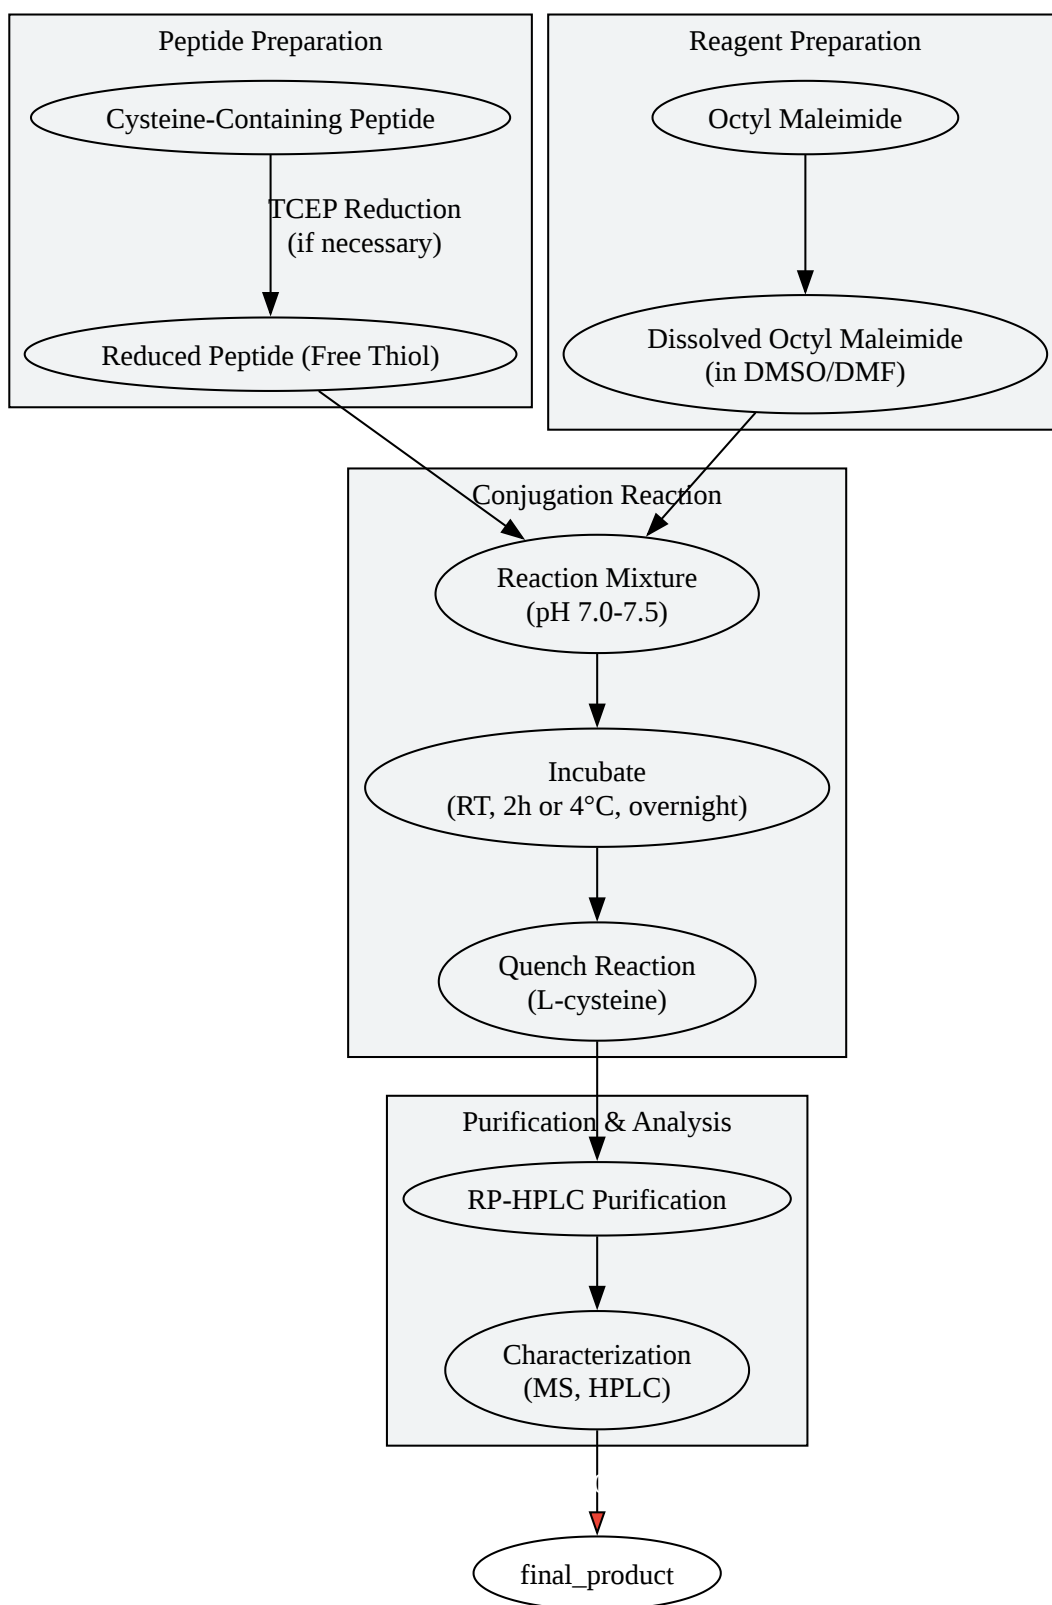 Peptide Preparation
Cysteine-Containing Peptide
TCEP Reduction
(if necessary)
Reduced Peptide (Free Thiol)
Reagent Preparation
Octyl Maleimide
Dissolved Octyl Maleimide
(in DMSO/DMF)
Conjugation Reaction
Reaction Mixture
(pH 7.0-7.5)
Incubate
(RT, 2h or 4°C, overnight)
Quench Reaction
(L-cysteine)
Purification & Analysis
RP-HPLC Purification
Characterization
(MS, HPLC)
final_product